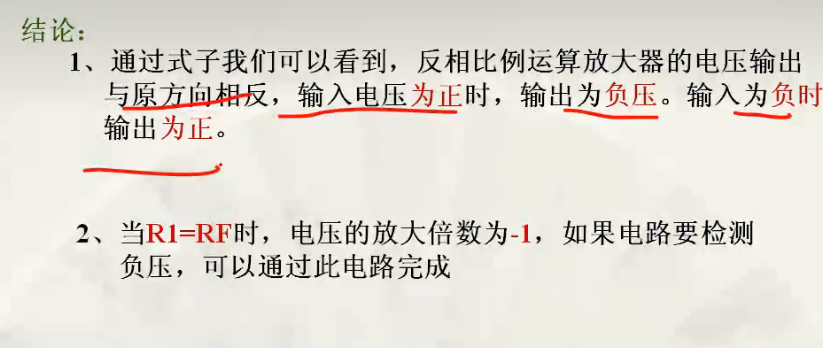 结论：
1、通过式子我们可以看到，反相比例运算放大器的电压输出
与原方向相反，输入电压为正时，输出为负压。输入为负时
输出为正。
2、当R1=RF时，电压的放大倍数为-1，如果电路要检测
负压，可以通过此电路完成